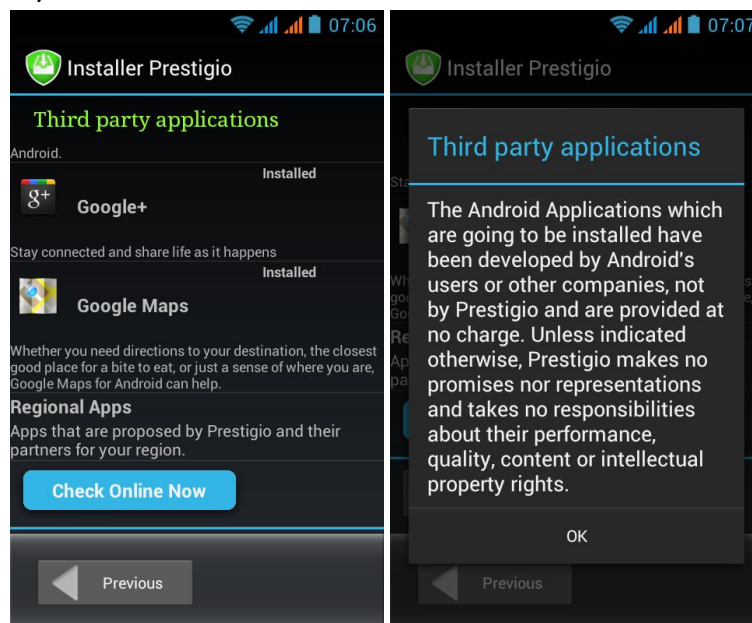 07:06
Installer Prestigio
Third party applications
Android.
Installed
g+
Google+
Stay connected and share life as it happens
Installed
Google Maps
Whether you need directions to your destination, the closest
good place for a bite to eat, or just a sense of where you are,
Google Maps for Android can help.
Regional Apps
Apps that are proposed by Prestigio and their
partners for your region.
Check Online Now
Previous
07:07
Installer Prestigio
Third party applications
The Android Applications which
are going to be installed have
been developed by Android's
users or other companies, not
by Prestigio and are provided at
no charge. Unless indicated
otherwise, Prestigio makes no
promises nor representations
and takes no responsibilities
about their performance,
quality, content or intellectual
property rights.
OK
Previous